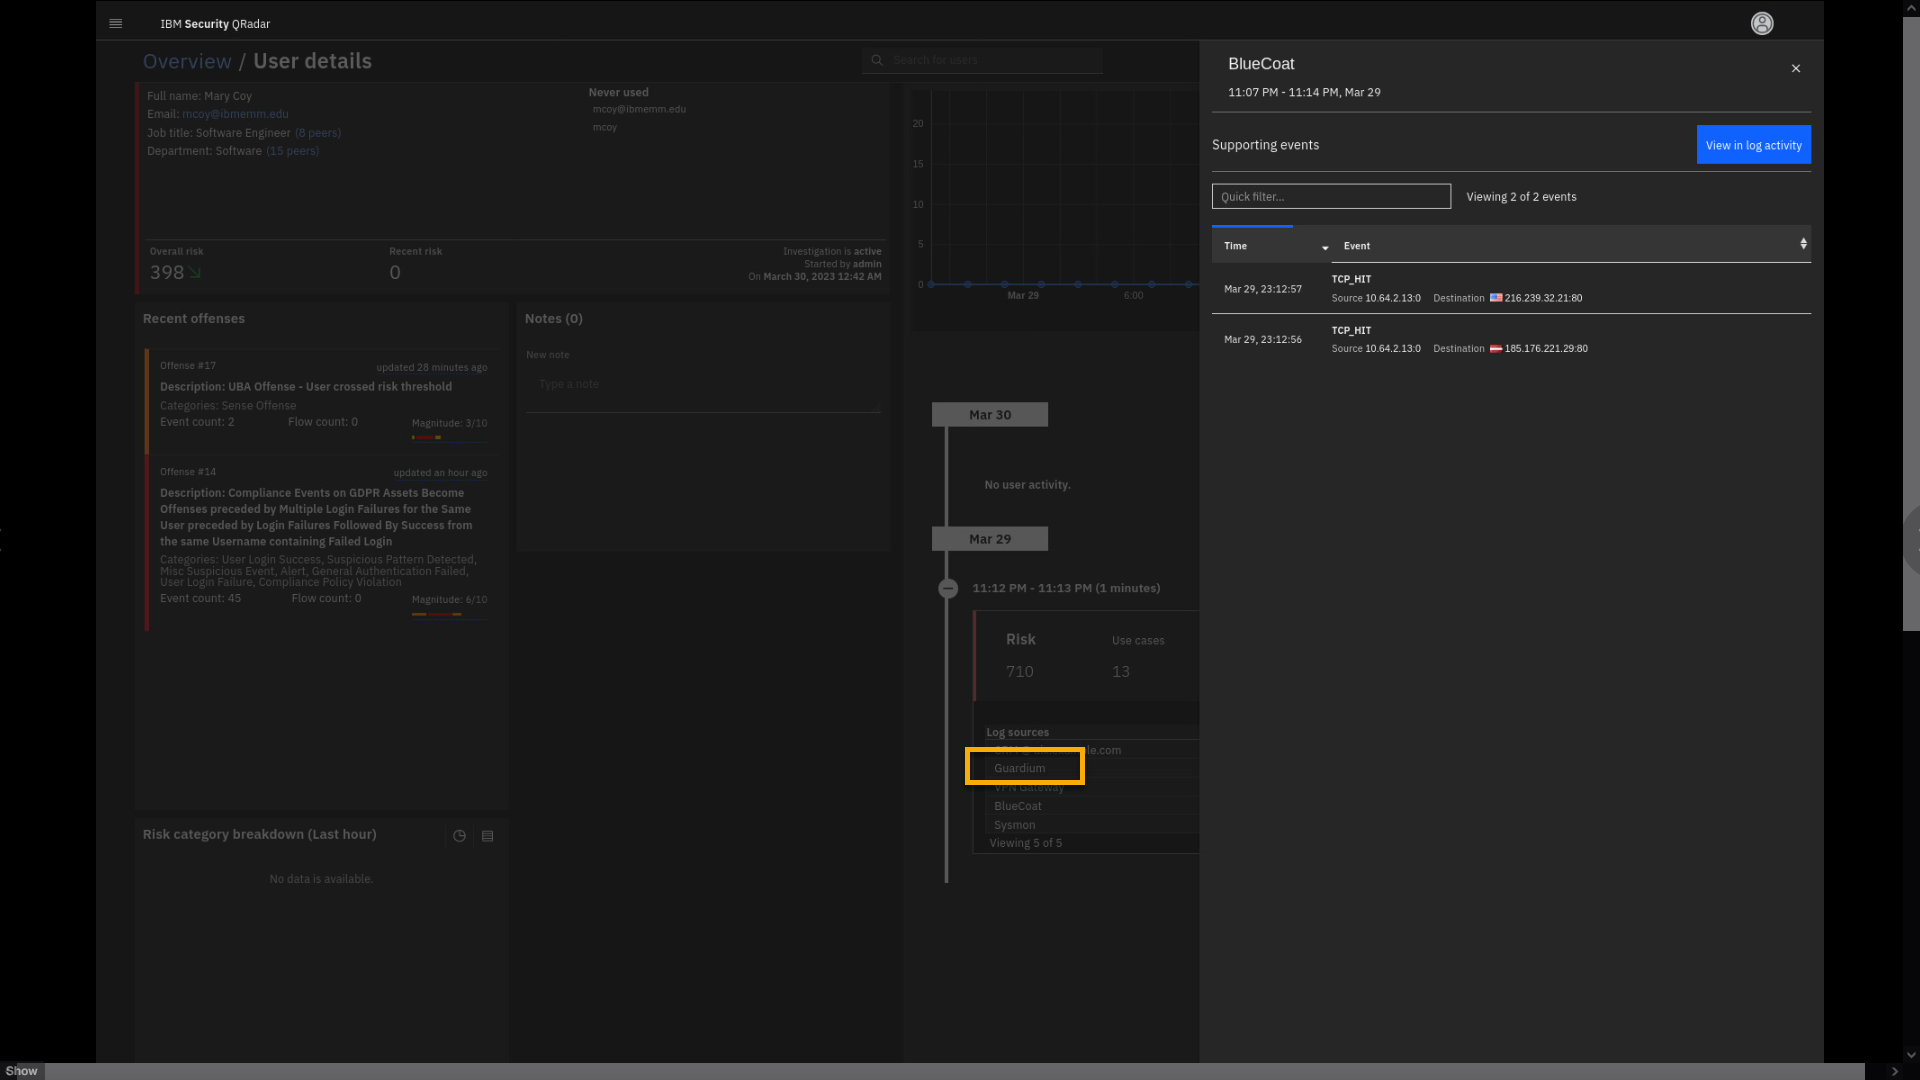 IBM Security QRadar
Overview / User details
Search for users
Full name: Mary Coy
Email: mcoy@ibmemm.edu
Job title: Software Engineer (8 peers)
Department: Software (15 peers)
Never used
mcoy@ibmemm.edu
mcoy
Overall risk
398
Recent risk
0
Investigation is active
Started by admin
On March 30, 2023 12:42 AM
Recent offenses
Offense #17
updated 28 minutes ago
Description: UBA Offense - User crossed risk threshold
Categories: Sense Offense
Event count: 2
Flow count: 0
Magnitude: 3/10
Offense #14
updated an hour ago
Description: Compliance Events on GDPR Assets Become
Offenses preceded by Multiple Login Failures for the Same
User preceded by Login Failures Followed By Success from
the same Username containing Failed Login
Categories: User Login Success, Suspicious Pattern Detected,
Misc Suspicious Event, Alert, General Authentication Failed,
User Login Failure, Compliance Policy Violation
Event count: 45
Flow count: 0
Magnitude: 6/10
Risk category breakdown (Last hour)
No data is available.
Notes (0)
New note
Type a note
20
15
10
5
0
Mar 29
6:00
Mar 30
No user activity.
Mar 29
11:12 PM - 11:13 PM (1 minutes)
Risk
Use cases
710
13
Log sources
le.com
Guardium
VPN Gateway
BlueCoat
Sysmon
Viewing 5 of 5
BlueCoat
11:07 PM - 11:14 PM, Mar 29
Supporting events
View in log activity
Quick filter...
Viewing 2 of 2 events
Time
Event
Mar 29, 23:12:57
TCP_HIT
Source 10.64.2.13:0 Destination 216.239.32.21:80
Mar 29, 23:12:56
TCP_HIT
Source 10.64.2.13:0 Destination 185.176.221.29:80
Show